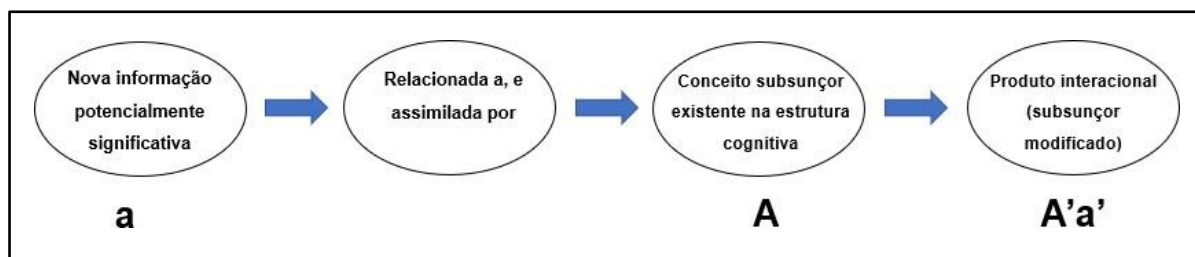 Nova informação
potencialmente
significativa
Relacionada a, e
assimilada por
Conceito subsunçor
existente na estrutura
cognitiva
Produto interacional
(subsunçor
modificado)
a
A
A’a’